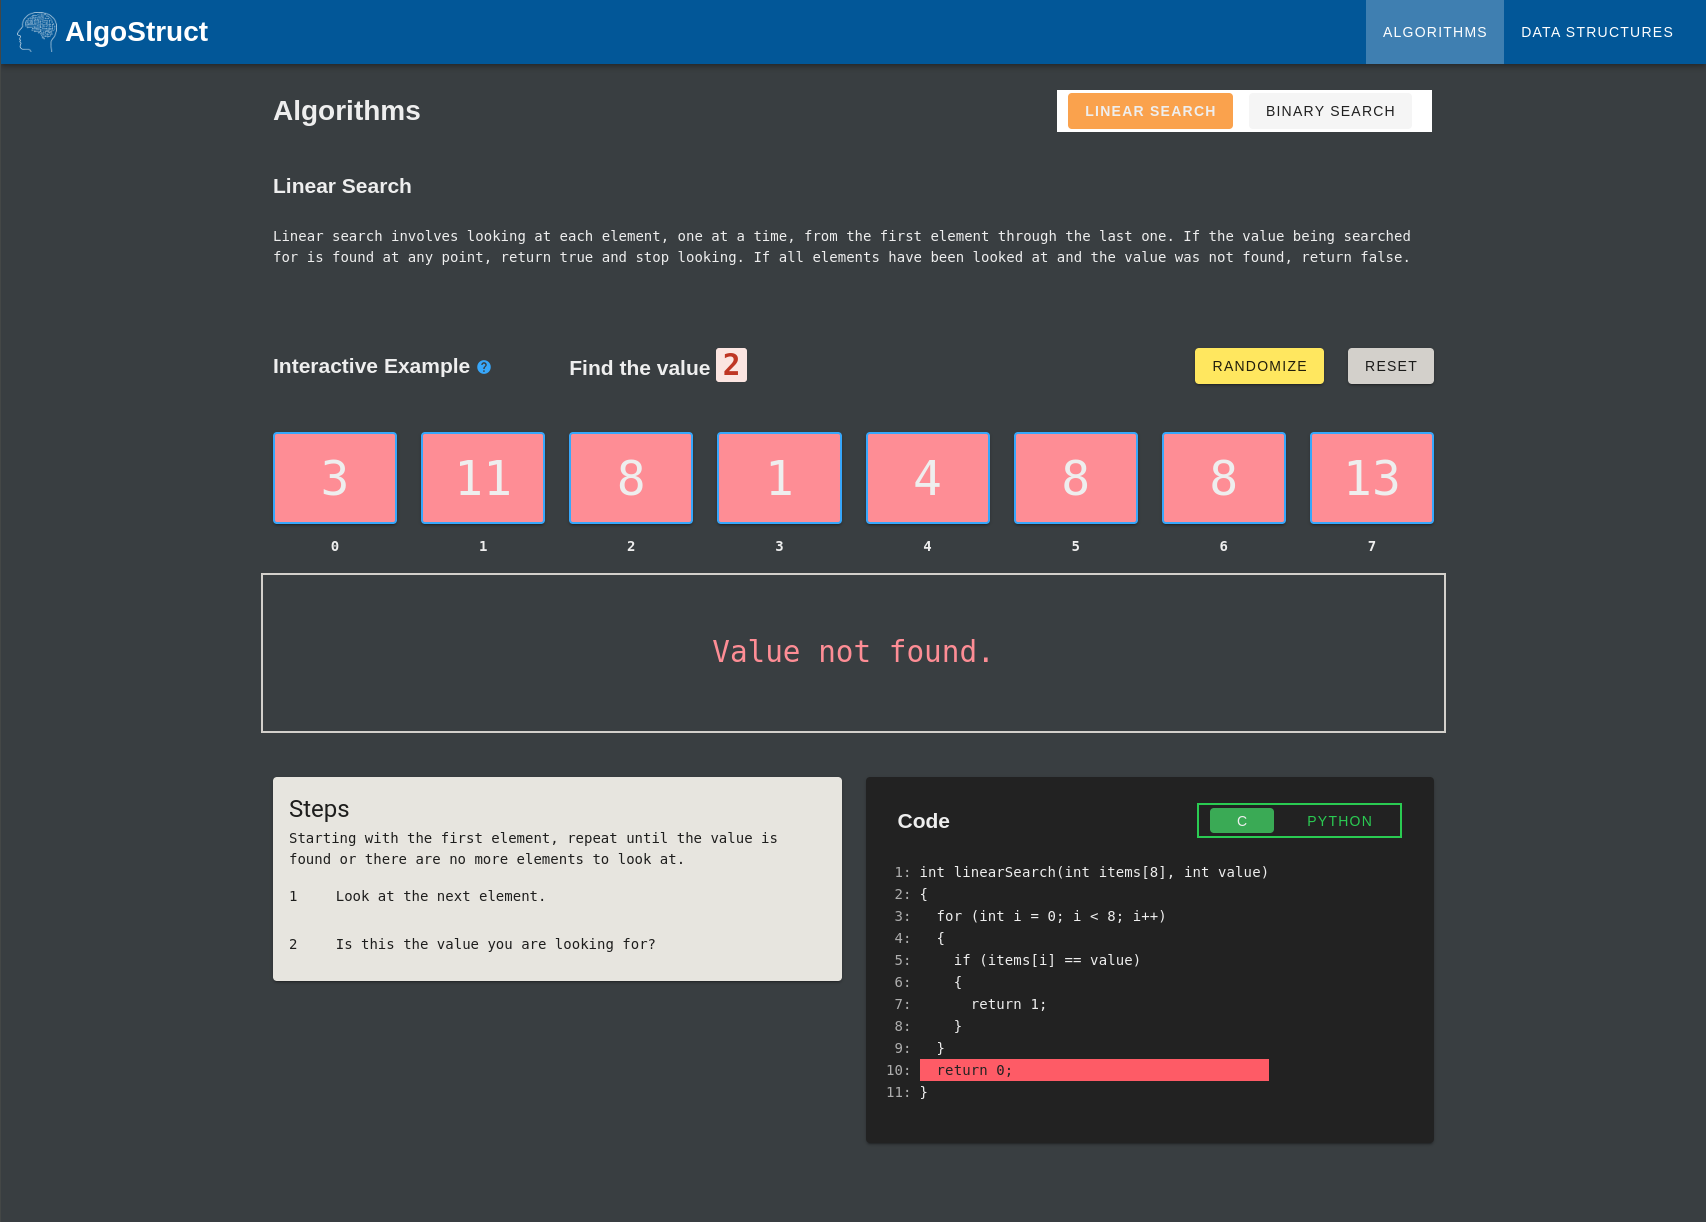 AlgoStruct
ALGORITHMS DATA STRUCTURES
Algorithms
LINEAR SEARCH BINARY SEARCH
Linear Search
Linear search involves looking at each element, one at a time, from the first element through the last one. If the value being searched
for is found at any point, return true and stop looking. If all elements have been looked at and the value was not found, return false.
Interactive Example ? Find the value 2 RANDOMIZE RESET
3 11 8 1 4 8 8 13
0 1 2 3 4 5 6 7
Value not found.
Steps
Starting with the first element, repeat until the value is
found or there are no more elements to look at.
1 Look at the next element.
2 Is this the value you are looking for?
Code C PYTHON
1: int linearSearch(int items[8], int value)
2: {
3:   for (int i = 0; i < 8; i++)
4:   {
5:     if (items[i] == value)
6:     {
7:       return 1;
8:     }
9:   }
10:   return 0;
11: }